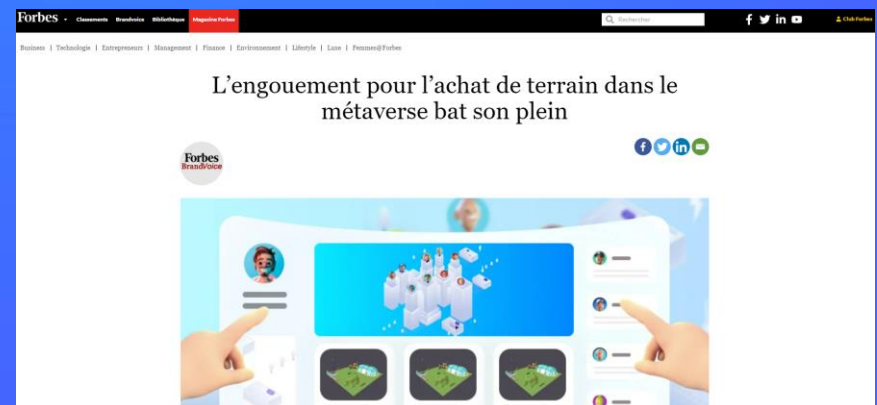 Forbes Classements Brandvoice Bibliothèque Magazine Forbes Rechercher Club Forbes
Business | Technologie | Entrepreneurs | Management | Finance | Environnement | Lifestyle | Luxe | Femmes@Forbes
L’engouement pour l’achat de terrain dans le
métaverse bat son plein
Forbes
BrandVoice